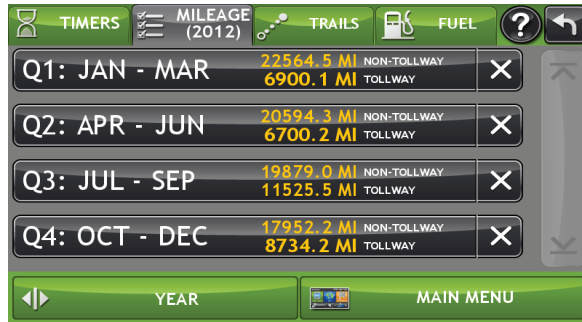 TIMERS
MILEAGE
(2012)
TRAILS
FUEL
?
Q1: JAN - MAR
22564.5 MI NON-TOLLWAY
6900.1 MI TOLLWAY
Q2: APR - JUN
20594.3 MI NON-TOLLWAY
6700.2 MI TOLLWAY
Q3: JUL - SEP
19879.0 MI NON-TOLLWAY
11525.5 MI TOLLWAY
Q4: OCT - DEC
17952.2 MI NON-TOLLWAY
8734.2 MI TOLLWAY
YEAR
MAIN MENU